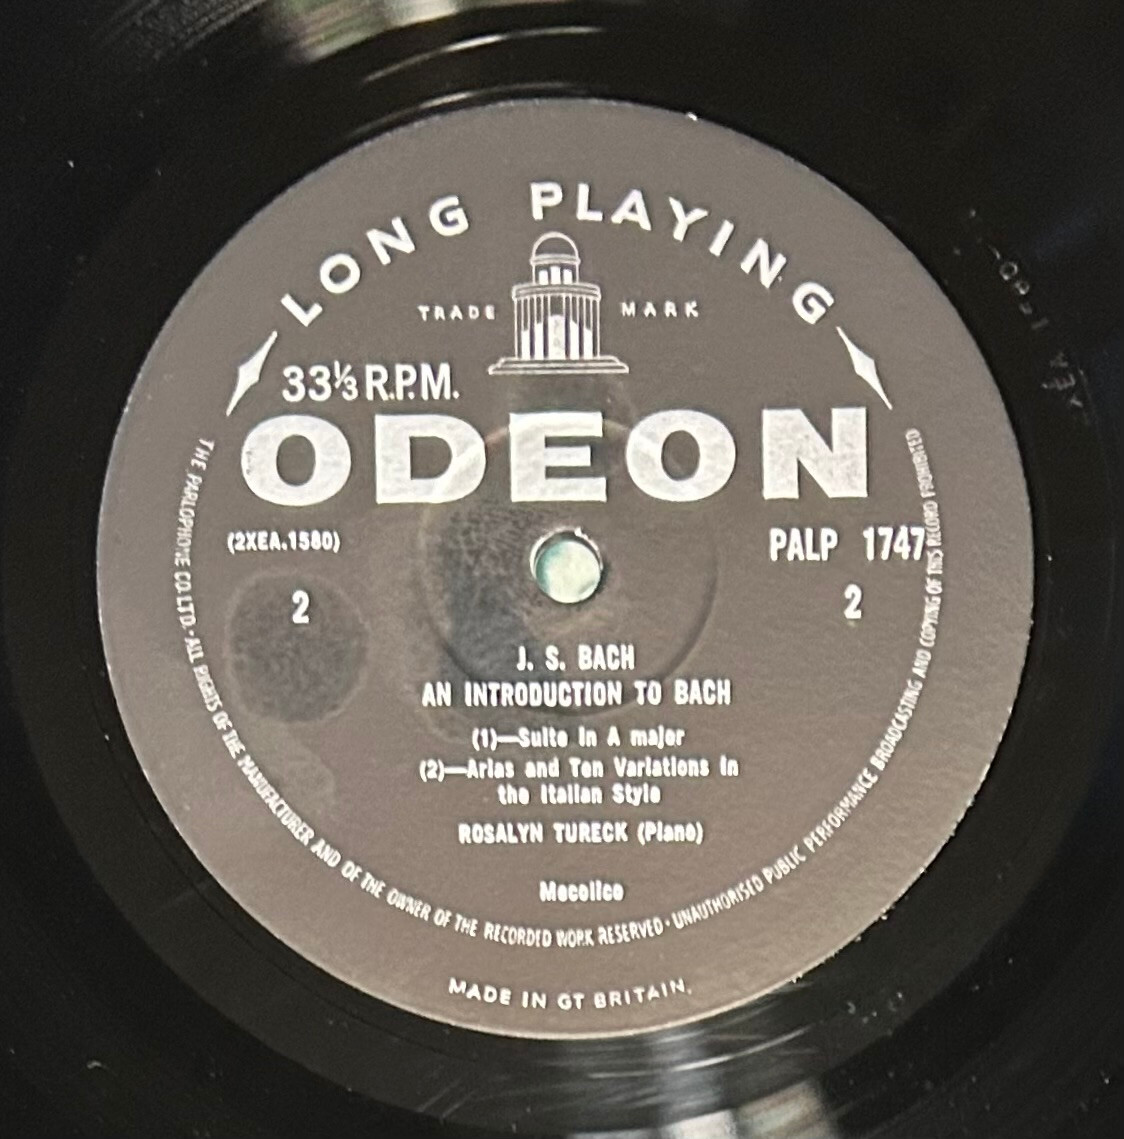 LONG PLAYING
TRADE MARK
33⅓ R.P.M.
ODEON
(2XEA.1580)
PALP 1747
2
2
J. S. BACH
AN INTRODUCTION TO BACH
(1)—Suite in A major
(2)—Arias and Ten Variations in
the Italian Style
ROSALYN TURECK (Piano)
Mecolico
THE PARLOPHONE CO. LTD. · ALL RIGHTS OF THE MANUFACTURER AND OF THE OWNER OF THE RECORDED WORK RESERVED · UNAUTHORISED PUBLIC PERFORMANCE BROADCASTING AND COPYING OF THIS RECORD PROHIBITED
MADE IN GT BRITAIN.